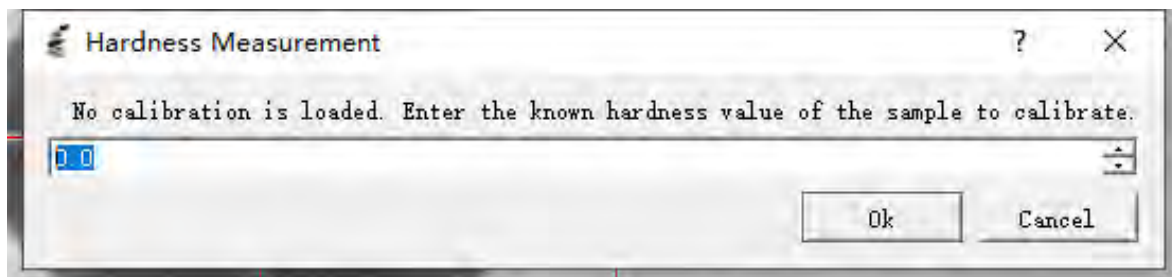 Hardness Measurement ? ×
No calibration is loaded. Enter the known hardness value of the sample to calibrate.
0.0
Ok Cancel